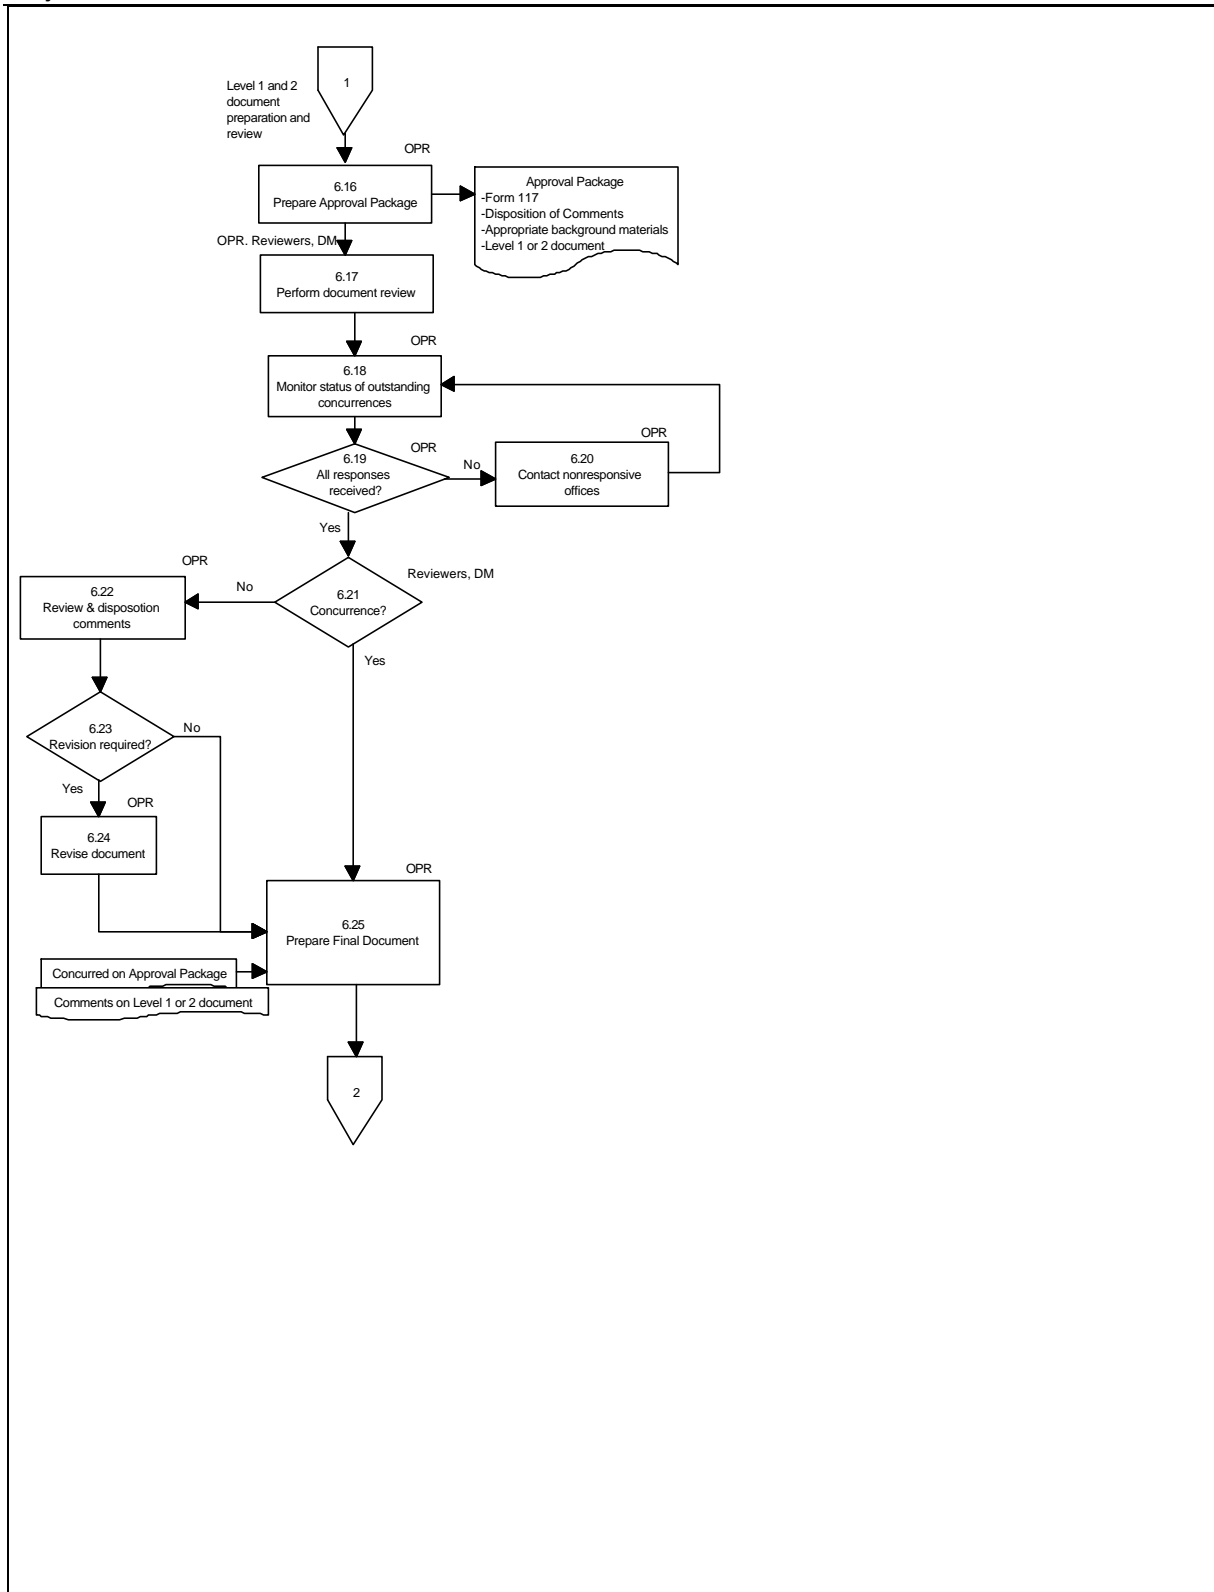 1
Level 1 and 2
document
preparation and
review
OPR
6.16
Prepare Approval Package
Approval Package
-Form 117
-Disposition of Comments
-Appropriate background materials
-Level 1 or 2 document
OPR. Reviewers, DM
6.17
Perform document review
OPR
6.18
Monitor status of outstanding
concurrences
OPR
6.19
All responses
received?
No
OPR
6.20
Contact nonresponsive
offices
Yes
Reviewers, DM
6.21
Concurrence?
No
OPR
6.22
Review & disposotion
comments
Yes
6.23
Revision required?
No
Yes
OPR
6.24
Revise document
OPR
6.25
Prepare Final Document
Concurred on Approval Package
Comments on Level 1 or 2 document
2